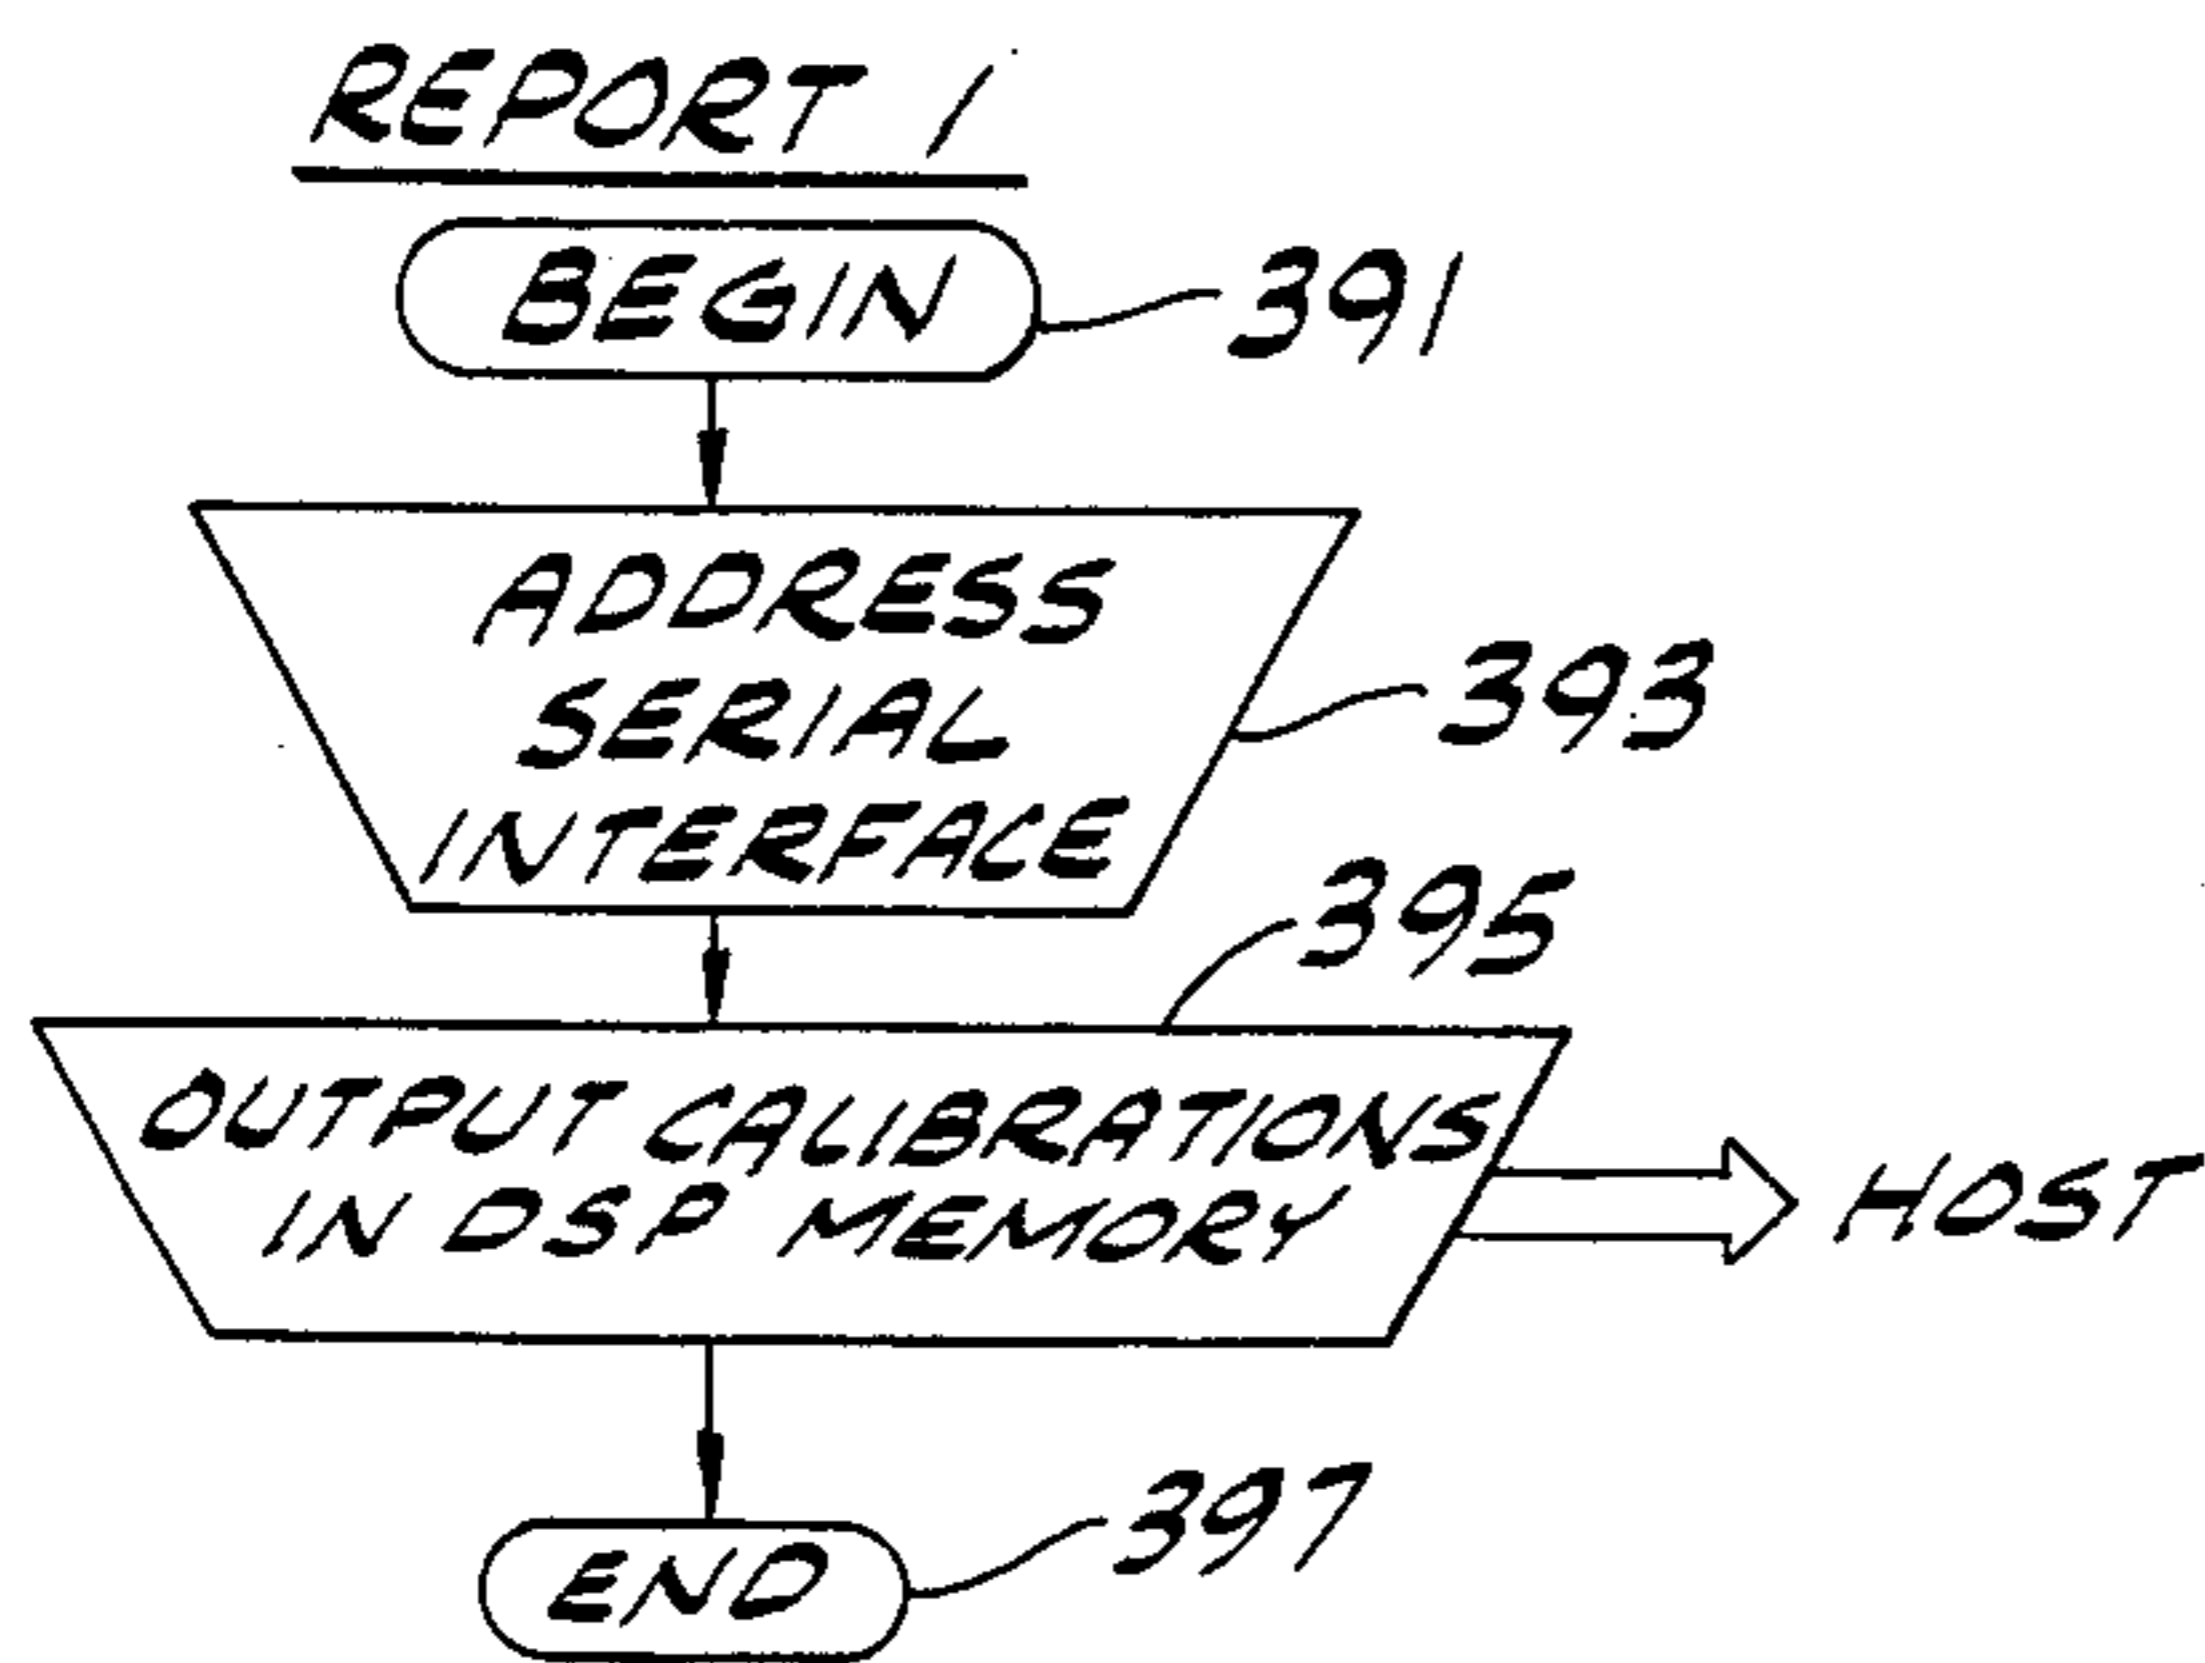 REPORT 1
BEGIN
391
ADDRESS
SERIAL
INTERFACE
393
395
OUTPUT CALIBRATIONS
IN DSP MEMORY
HOST
END
397